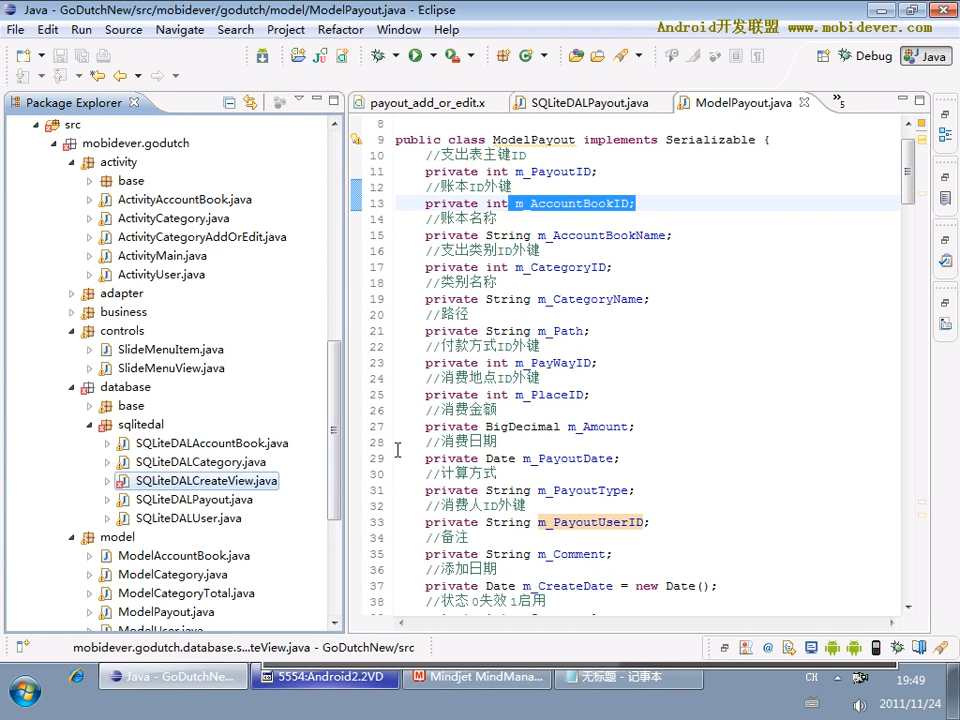 Java - GoDutchNew/src/mobidever/godutch/model/ModelPayout.java - Eclipse
File Edit Run Source Navigate Search Project Refactor Window Help
Android开发联盟 www.mobidever.com
Debug Java
Package Explorer
payout_add_or_edit.x
SQLiteDALPayout.java
ModelPayout.java
»5
src
mobidever.godutch
activity
base
ActivityAccountBook.java
ActivityCategory.java
ActivityCategoryAddOrEdit.java
ActivityMain.java
ActivityUser.java
adapter
business
controls
SlideMenuItem.java
SlideMenuView.java
database
base
sqlitedal
SQLiteDALAccountBook.java
SQLiteDALCategory.java
SQLiteDALCreateView.java
SQLiteDALPayout.java
SQLiteDALUser.java
model
ModelAccountBook.java
ModelCategory.java
ModelCategoryTotal.java
ModelPayout.java
ModelUser.java
8
9 public class ModelPayout implements Serializable {
10 //支出表主键ID
11 private int m_PayoutID;
12 //账本ID外键
13 private int m_AccountBookID;
14 //账本名称
15 private String m_AccountBookName;
16 //支出类别ID外键
17 private int m_CategoryID;
18 //类别名称
19 private String m_CategoryName;
20 //路径
21 private String m_Path;
22 //付款方式ID外键
23 private int m_PayWayID;
24 //消费地点ID外键
25 private int m_PlaceID;
26 //消费金额
27 private BigDecimal m_Amount;
28 //消费日期
29 private Date m_PayoutDate;
30 //计算方式
31 private String m_PayoutType;
32 //消费人ID外键
33 private String m_PayoutUserID;
34 //备注
35 private String m_Comment;
36 //添加日期
37 private Date m_CreateDate = new Date();
38 //状态 0失效 1启用
mobidever.godutch.database.s...teView.java - GoDutchNew/src
Java - GoDutchN...
5554:Android2.2VD
Mindjet MindMana...
无标题 - 记事本
CH
19:49
2011/11/24